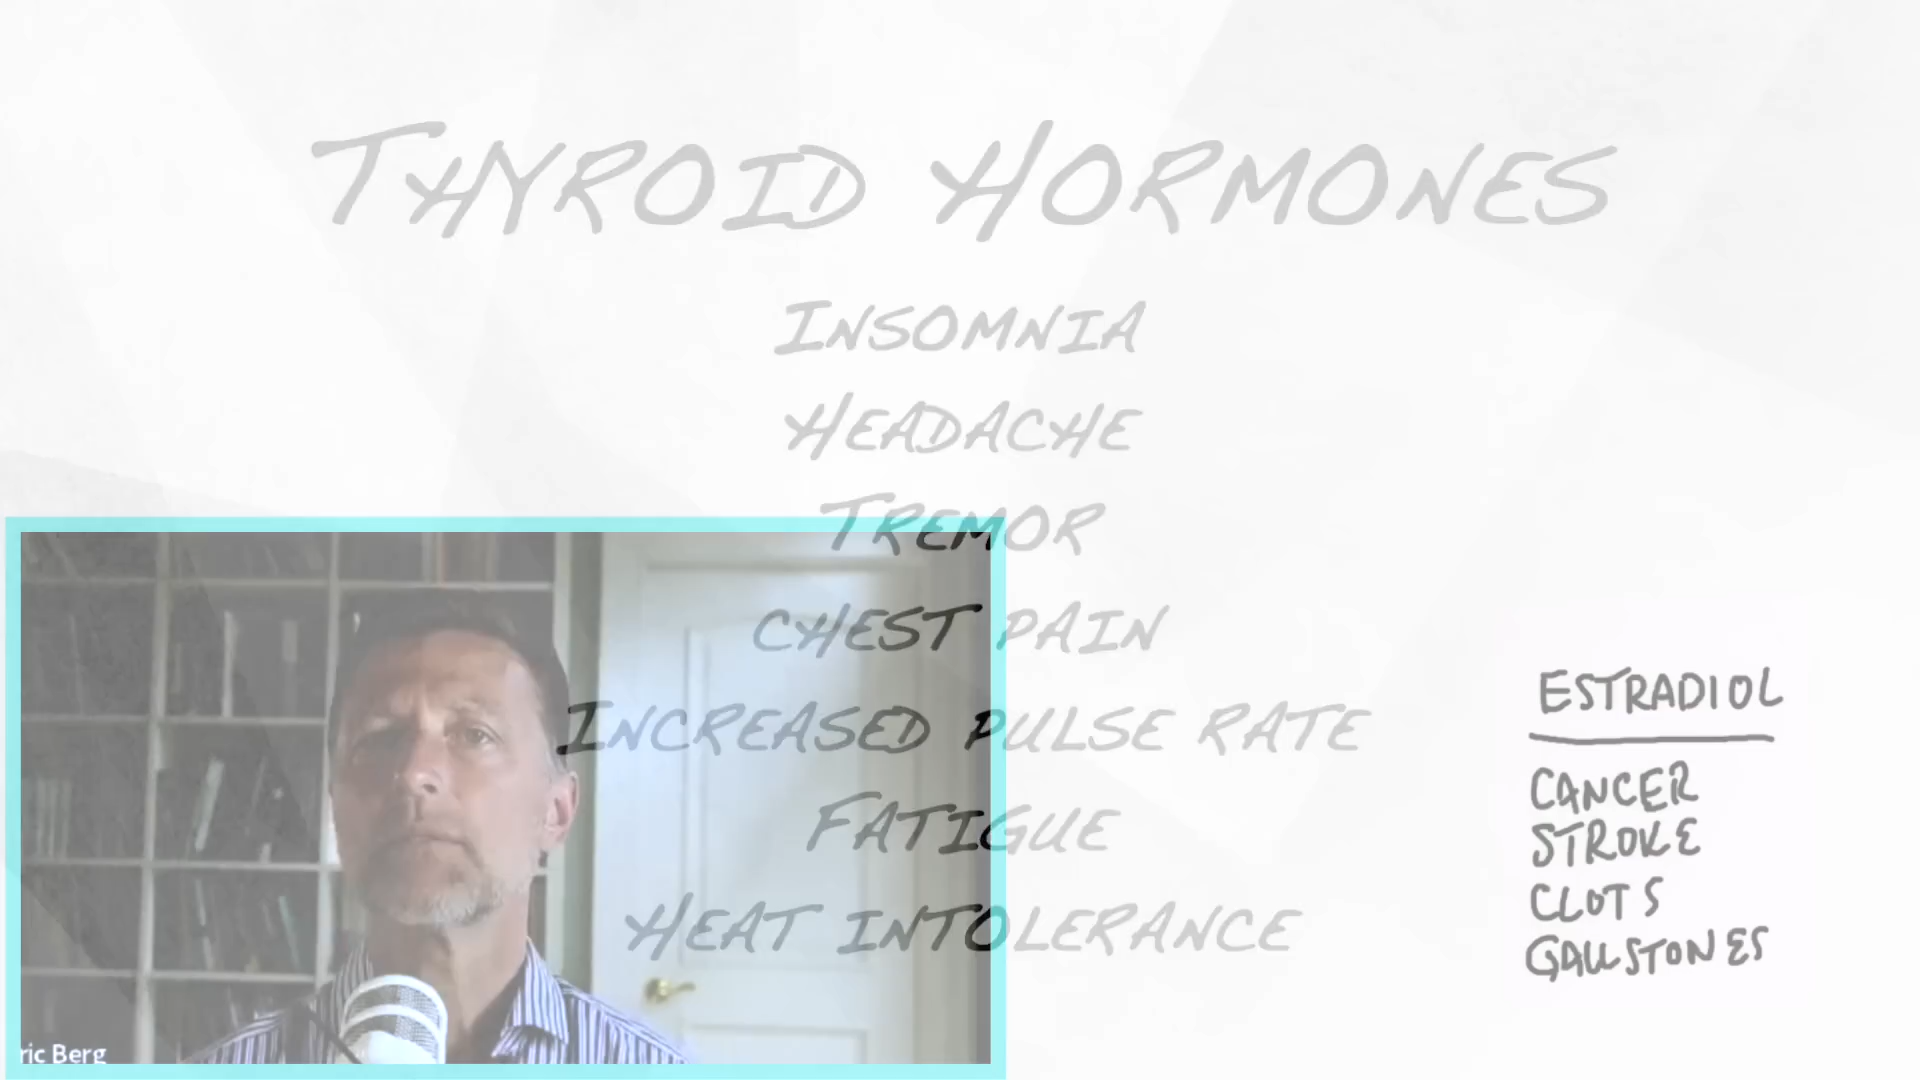 THYROID HORMONES
INSOMNIA
HEADACHE
TREMOR
CHEST PAIN
INCREASED PULSE RATE
FATIGUE
HEAT INTOLERANCE
ESTRADIOL
CANCER
STROKE
CLOTS
GALLSTONES
ric Berg